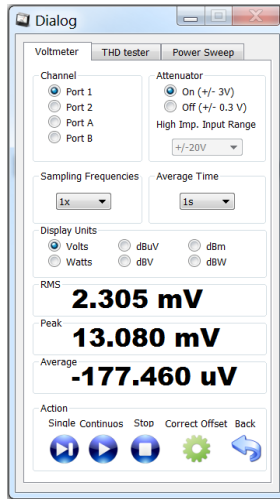 Dialog
Voltmeter THD tester Power Sweep
Channel
Port 1
Port 2
Port A
Port B
Attenuator
On (+/- 3V)
Off (+/- 0.3 V)
High Imp. Input Range
+/-20V
Sampling Frequencies
1x
Average Time
1s
Display Units
Volts dBuV dBm
Watts dBV dBW
RMS
2.305 mV
Peak
13.080 mV
Average
-177.460 uV
Action
Single Continuos Stop Correct Offset Back